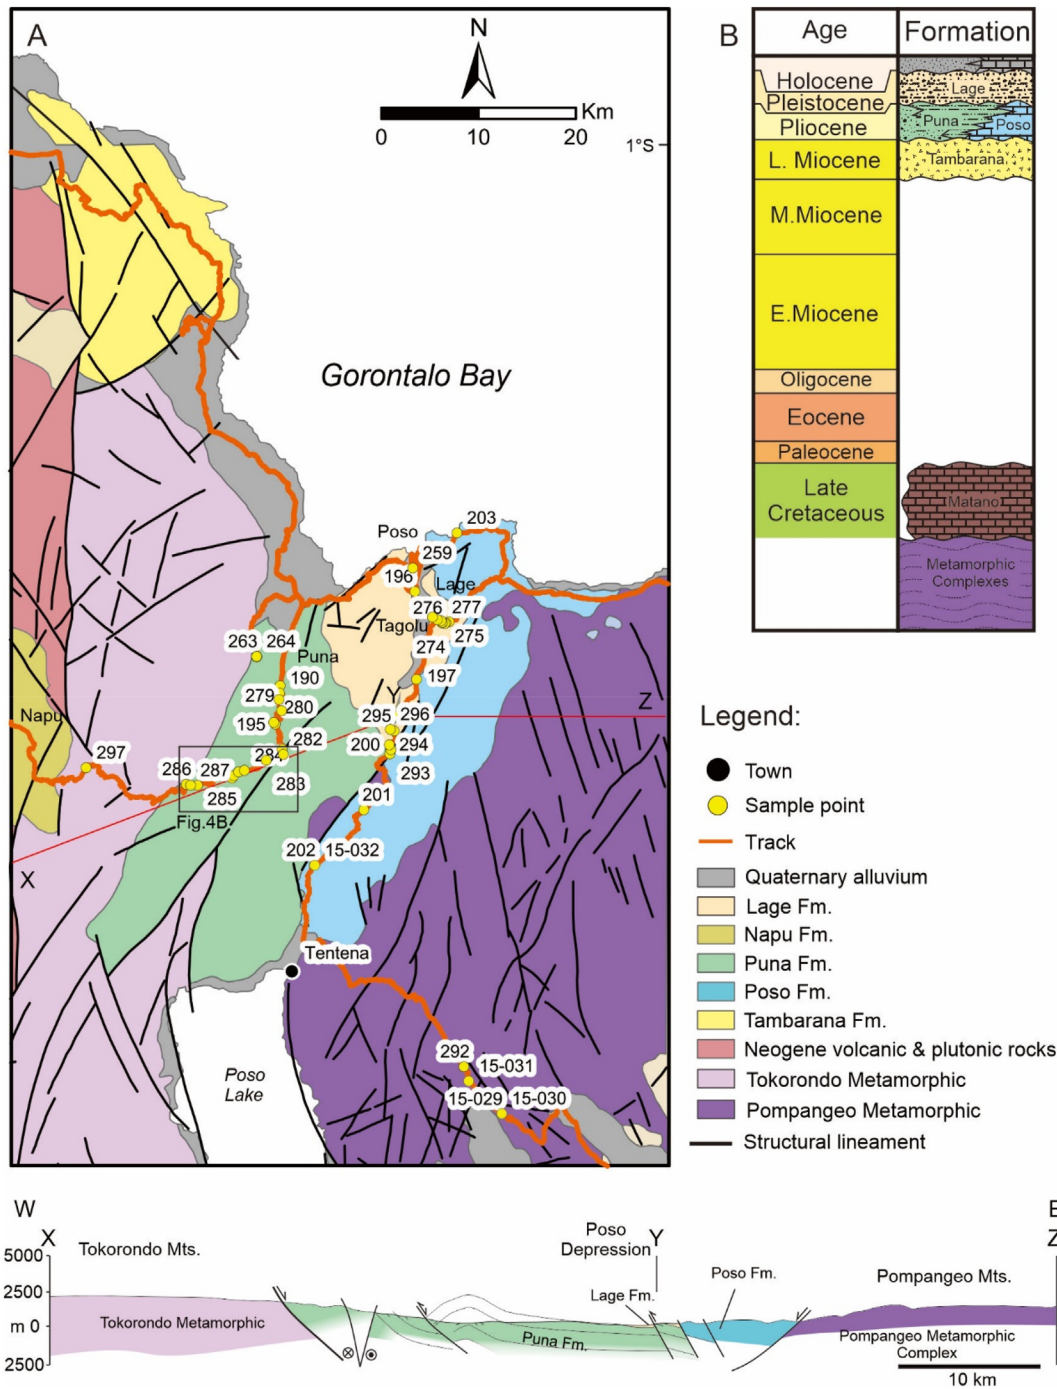 A
N
0 10 20 Km
1°S
Gorontalo Bay
Poso
203
259
196
Lage
276
277
Tagolu
275
274
263
264
Puna
197
190
279
280
Y
Z
295
296
195
Napu
282
200
294
297
284
286
287
293
283
285
201
Fig.4B
202
15-032
X
Tentena
292
15-031
Poso
Lake
15-029
15-030
B
Age
Formation
Holocene
Lage
Pleistocene
Puna
Pliocene
Poso
L. Miocene
Tambarana
M.Miocene
E.Miocene
Oligocene
Eocene
Paleocene
Late
Cretaceous
Matano
Metamorphic
Complexes
Legend:
Town
Sample point
Track
Quaternary alluvium
Lage Fm.
Napu Fm.
Puna Fm.
Poso Fm.
Tambarana Fm.
Neogene volcanic & plutonic rocks
Tokorondo Metamorphic
Pompangeo Metamorphic
Structural lineament
W
E
X
Z
Tokorondo Mts.
Poso
Depression
Y
5000
2500
m 0
2500
Poso Fm.
Pompangeo Mts.
Lage Fm.
Tokorondo Metamorphic
Puna Fm.
Pompangeo Metamorphic
Complex
10 km